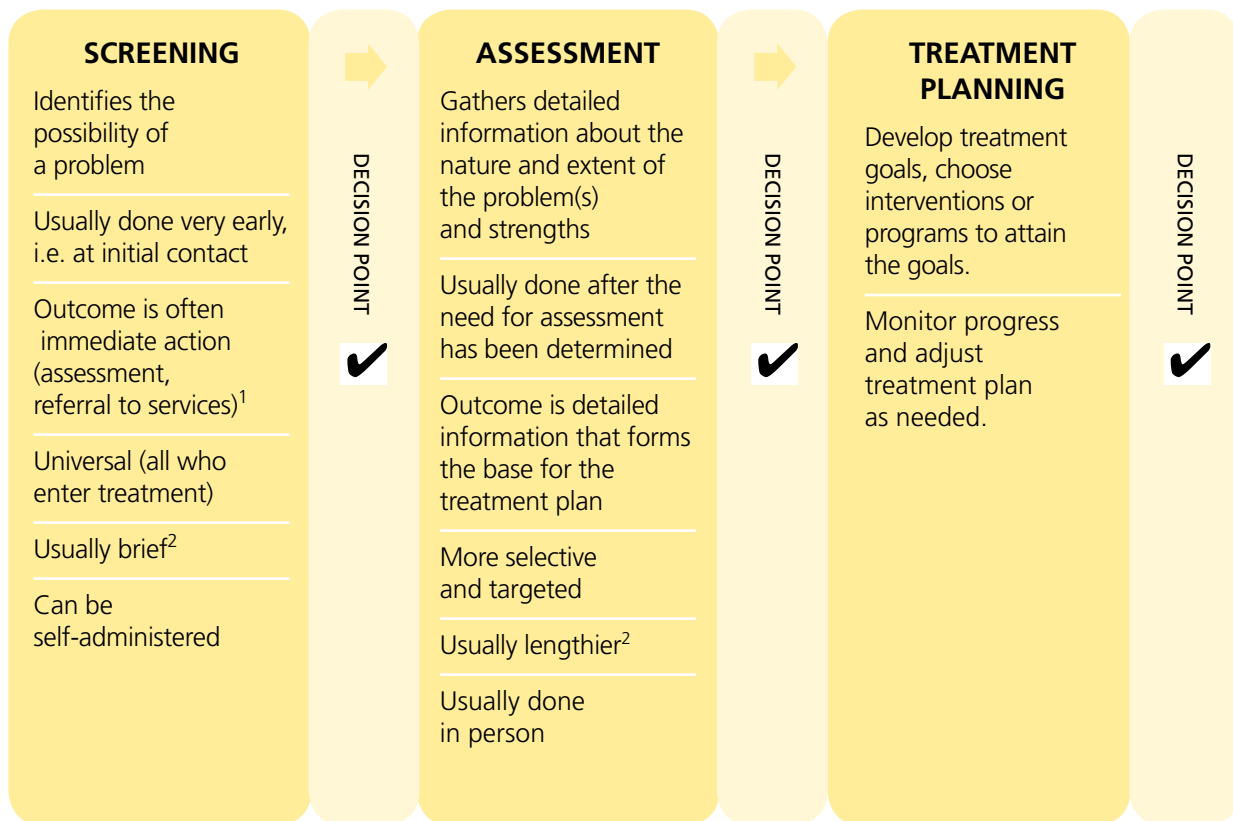 SCREENING
Identifies the
possibility of
a problem
Usually done very early,
i.e. at initial contact
Outcome is often
immediate action
(assessment,
referral to services)1
Universal (all who
enter treatment)
Usually brief2
Can be
self-administered
DECISION POINT
ASSESSMENT
Gathers detailed
information about the
nature and extent of
the problem(s)
and strengths
Usually done after the
need for assessment
has been determined
Outcome is detailed
information that forms
the base for the
treatment plan
More selective
and targeted
Usually lengthier2
Usually done
in person
DECISION POINT
TREATMENT
PLANNING
Develop treatment
goals, choose
interventions or
programs to attain
the goals.
Monitor progress
and adjust
treatment plan
as needed.
DECISION POINT